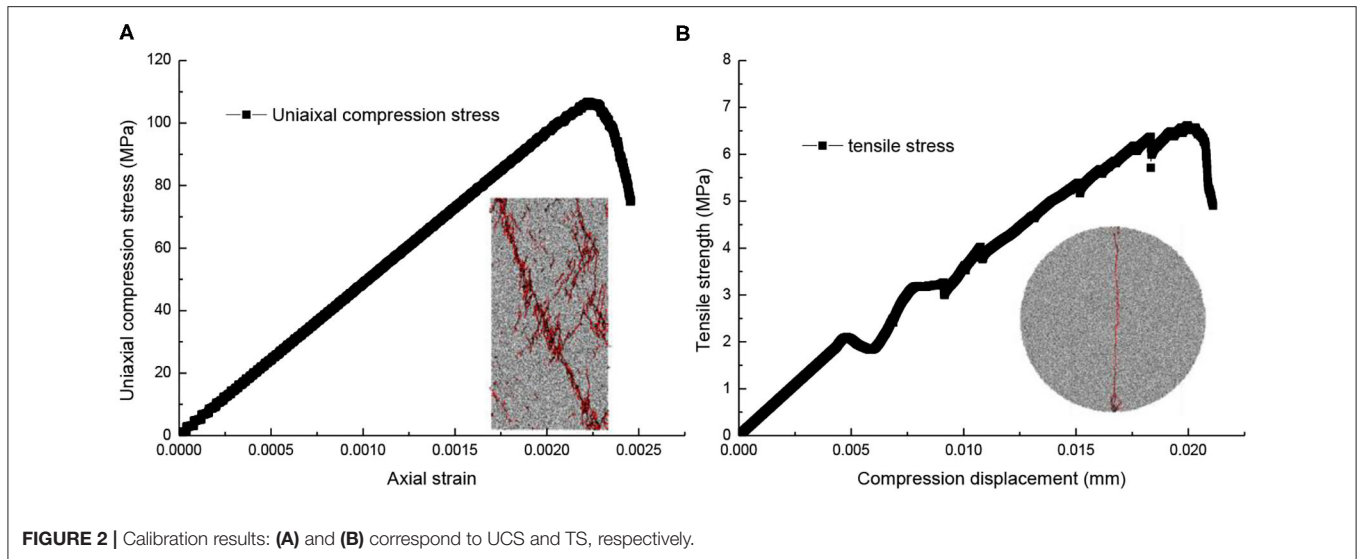 A
120
100
80
60
40
20
0
Uniaxial compression stress (MPa)
Uniaixal compression stress
0.0000 0.0005 0.0010 0.0015 0.0020 0.0025
Axial strain
B
8
7
6
5
4
3
2
1
0
Tensile strength (MPa)
tensile stress
0.000 0.005 0.010 0.015 0.020
Compression displacement (mm)
FIGURE 2 | Calibration results: (A) and (B) correspond to UCS and TS, respectively.